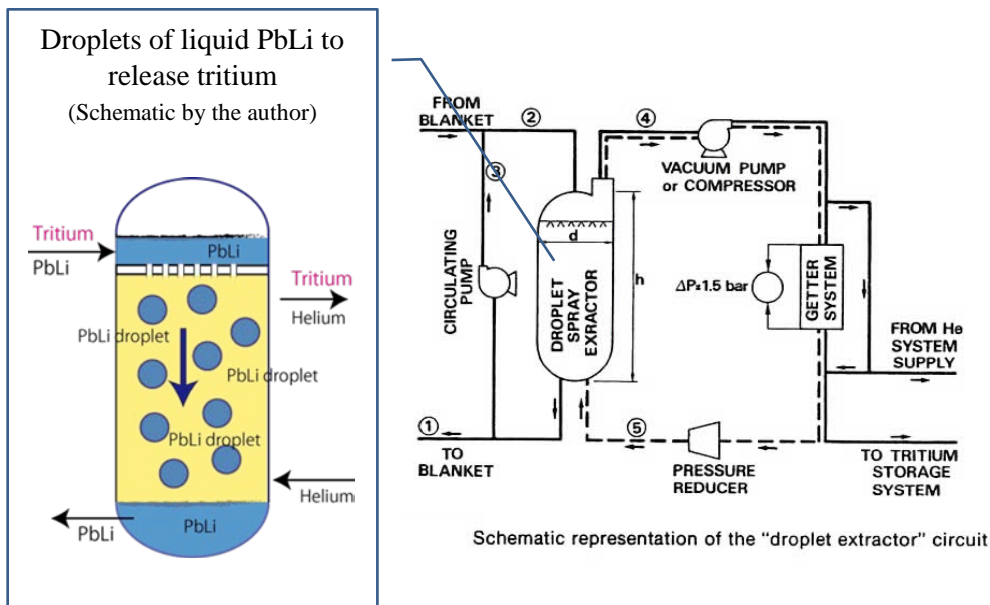 Droplets of liquid PbLi to
release tritium
(Schematic by the author)
Tritium
PbLi
PbLi
Tritium
Helium
PbLi droplet
PbLi droplet
PbLi droplet
Helium
PbLi
PbLi
FROM
BLANKET
②
④
③
VACUUM PUMP
or COMPRESSOR
CIRCULATING
PUMP
d
h
DROPLET
SPRAY
EXTRACTOR
ΔP=1.5 bar
GETTER
SYSTEM
FROM He
SYSTEM
SUPPLY
①
TO
BLANKET
⑤
PRESSURE
REDUCER
TO TRITIUM
STORAGE
SYSTEM
Schematic representation of the "droplet extractor" circuit